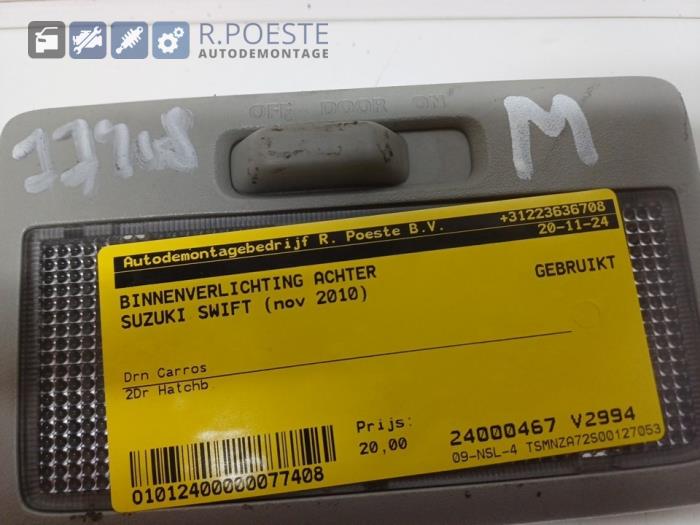 R.POESTE
AUTODEMONTAGE
OFF DOOR ON
77408
M
Autodemontagebedrijf R. Poeste B.V. +31223636708
20-11-24
BINNENVERLICHTING ACHTER GEBRUIKT
SUZUKI SWIFT (nov 2010)
Drn Carros
2Dr Hatchb
Prijs:
20,00
24000467 V2994
09-NSL-4 TSMNZA72S00127053
01012400000077408